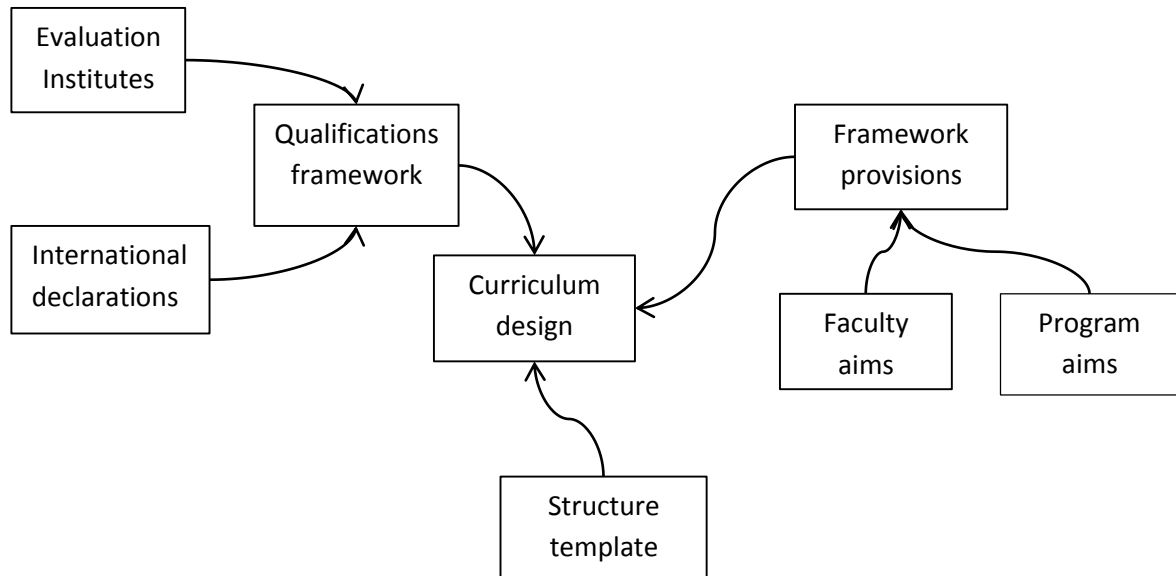 Evaluation
Institutes
Qualifications
framework
Framework
provisions
International
declarations
Curriculum
design
Faculty
aims
Program
aims
Structure
template